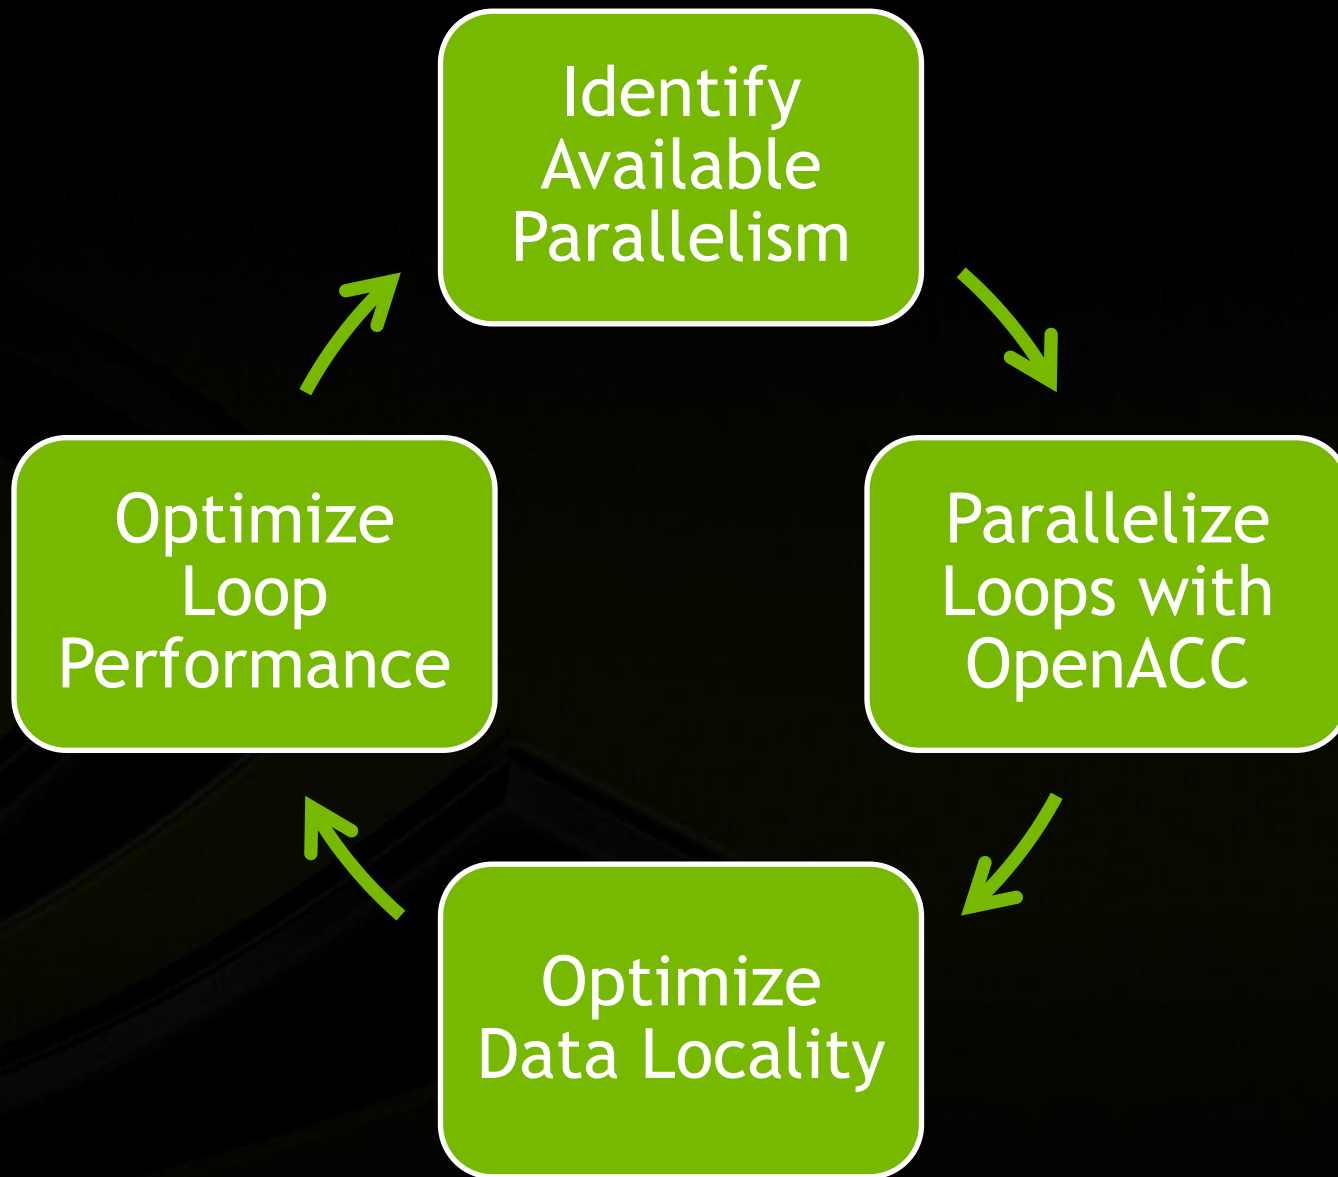 Identify
Available
Parallelism
Parallelize
Loops with
OpenACC
Optimize
Data Locality
Optimize
Loop
Performance